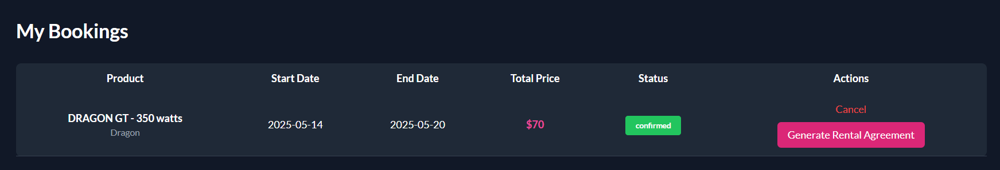 My Bookings
Product Start Date End Date Total Price Status Actions
Cancel
DRAGON GT - 350 watts
Dragon
2025-05-14 2025-05-20 $70 confirmed
Generate Rental Agreement